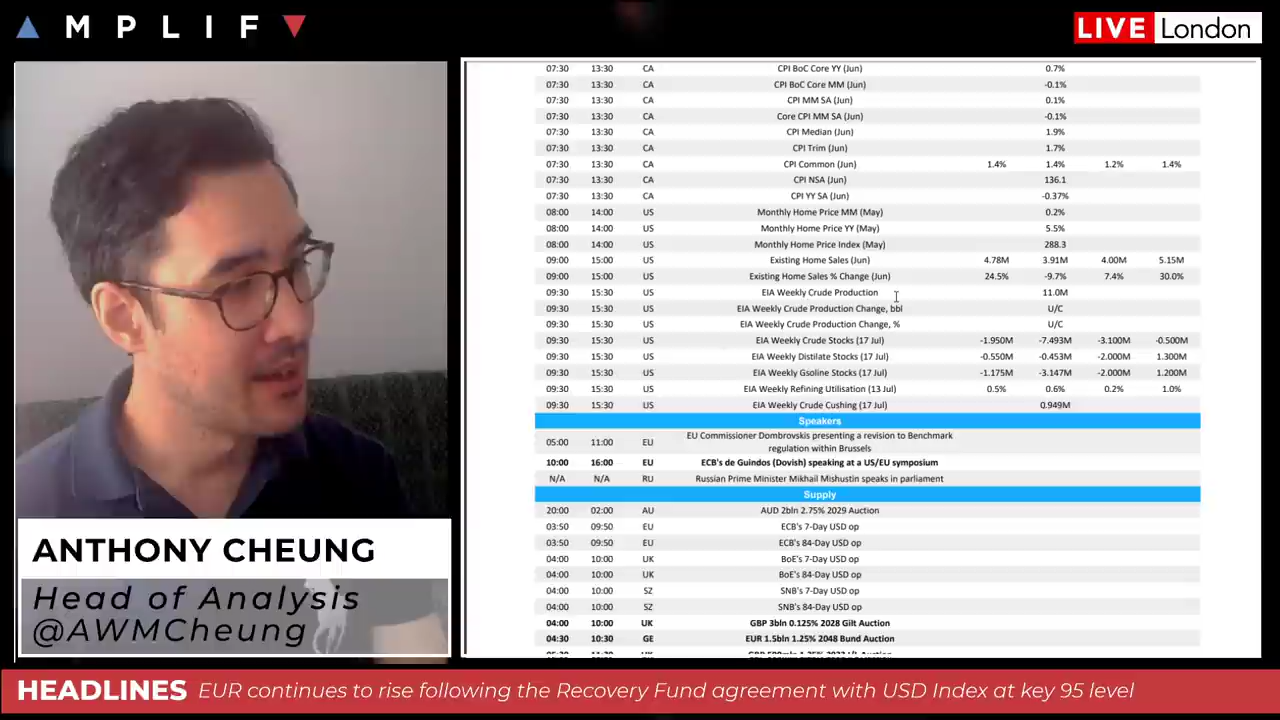 AMPLIFY
LIVE London
07:30 13:30 CA CPI BoC Core YY (Jun) 0.7%
07:30 13:30 CA CPI BoC Core MM (Jun) -0.1%
07:30 13:30 CA CPI MM SA (Jun) 0.1%
07:30 13:30 CA Core CPI MM SA (Jun) -0.1%
07:30 13:30 CA CPI Median (Jun) 1.9%
07:30 13:30 CA CPI Trim (Jun) 1.7%
07:30 13:30 CA CPI Common (Jun) 1.4% 1.4% 1.2% 1.4%
07:30 13:30 CA CPI NSA (Jun) 136.1
07:30 13:30 CA CPI YY SA (Jun) -0.37%
08:00 14:00 US Monthly Home Price MM (May) 0.2%
08:00 14:00 US Monthly Home Price YY (May) 5.5%
08:00 14:00 US Monthly Home Price Index (May) 288.3
09:00 15:00 US Existing Home Sales (Jun) 4.78M 3.91M 4.00M 5.15M
09:00 15:00 US Existing Home Sales % Change (Jun) 24.5% -9.7% 7.4% 30.0%
09:30 15:30 US EIA Weekly Crude Production 11.0M
09:30 15:30 US EIA Weekly Crude Production Change, bbl U/C
09:30 15:30 US EIA Weekly Crude Production Change, % U/C
09:30 15:30 US EIA Weekly Crude Stocks (17 Jul) -1.950M -7.493M -3.100M -0.500M
09:30 15:30 US EIA Weekly Distilate Stocks (17 Jul) -0.550M -0.453M -2.000M 1.300M
09:30 15:30 US EIA Weekly Gsoline Stocks (17 Jul) -1.175M -3.147M -2.000M 1.200M
09:30 15:30 US EIA Weekly Refining Utilisation (13 Jul) 0.5% 0.6% 0.2% 1.0%
09:30 15:30 US EIA Weekly Crude Cushing (17 Jul) 0.949M
Speakers
05:00 11:00 EU EU Commissioner Dombrovskis presenting a revision to Benchmark
regulation within Brussels
10:00 16:00 EU ECB's de Guindos (Dovish) speaking at a US/EU symposium
N/A N/A RU Russian Prime Minister Mikhail Mishustin speaks in parliament
Supply
20:00 02:00 AU AUD 2bln 2.75% 2029 Auction
03:50 09:50 EU ECB's 7-Day USD op
03:50 09:50 EU ECB's 84-Day USD op
04:00 10:00 UK BoE's 7-Day USD op
04:00 10:00 UK BoE's 84-Day USD op
04:00 10:00 SZ SNB's 7-Day USD op
04:00 10:00 SZ SNB's 84-Day USD op
04:00 10:00 UK GBP 3bln 0.125% 2028 Gilt Auction
04:30 10:30 GE EUR 1.5bln 1.25% 2048 Bund Auction
ANTHONY CHEUNG
Head of Analysis
@AWMCheung
HEADLINES EUR continues to rise following the Recovery Fund agreement with USD Index at key 95 level